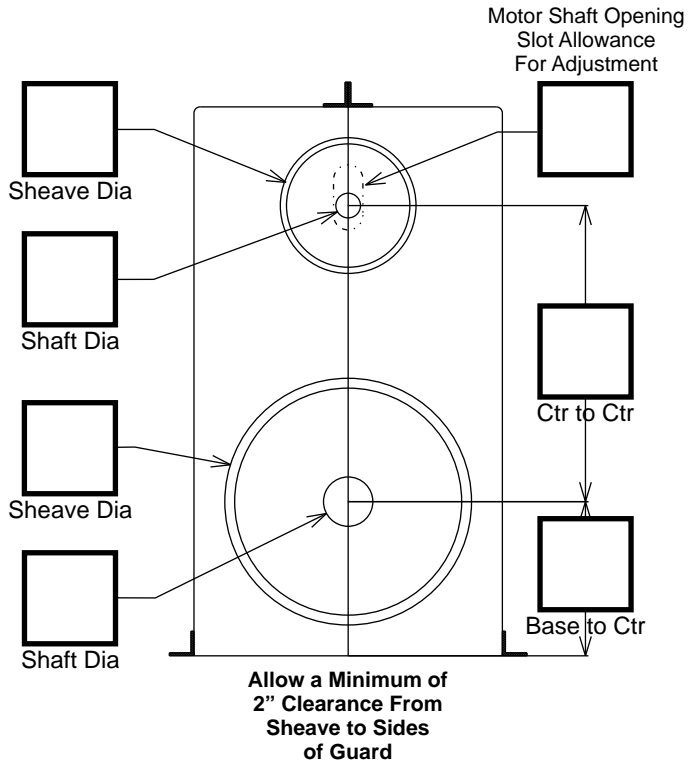 Motor Shaft Opening
Slot Allowance
For Adjustment
Sheave Dia
Shaft Dia
Ctr to Ctr
Sheave Dia
Shaft Dia
Base to Ctr
Allow a Minimum of
2” Clearance From
Sheave to Sides
of Guard